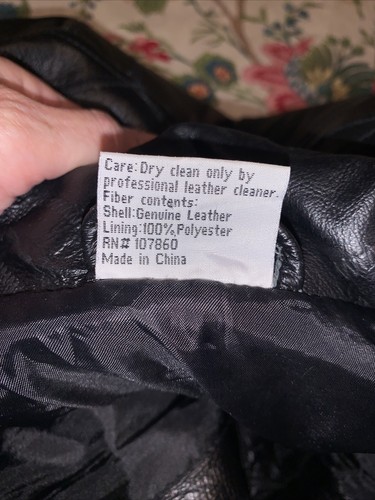 Care:Dry clean only by
professional leather cleaner.
Fiber contents:
Shell:Genuine Leather
Lining:100%Polyester
RN# 107860
Made in China